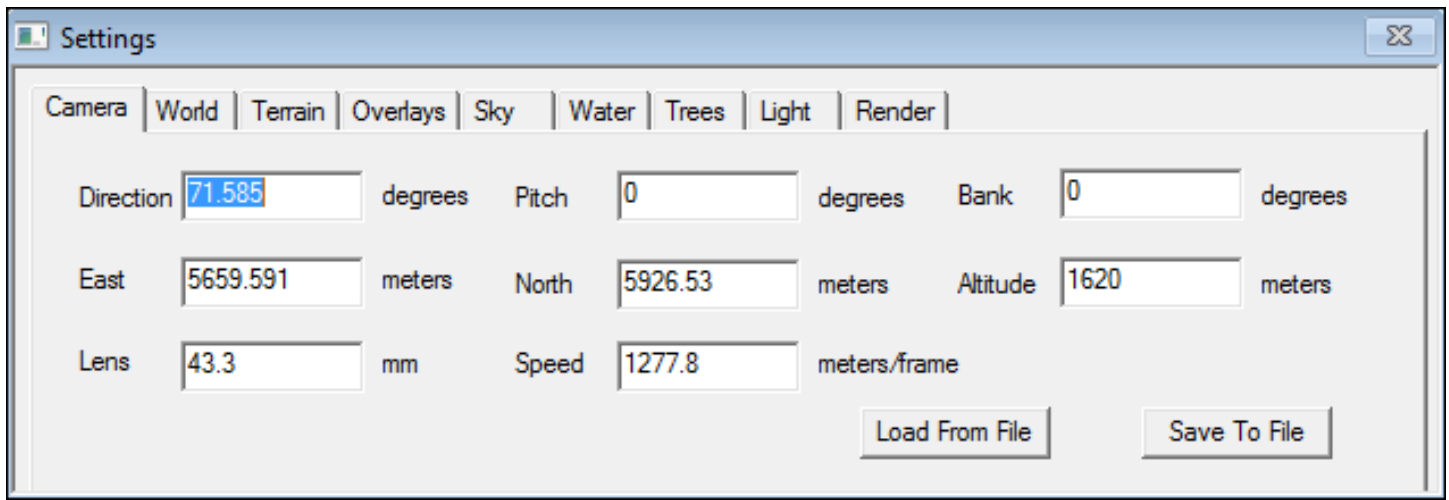 Settings
Camera World Terrain Overlays Sky Water Trees Light Render
Direction 71.585 degrees Pitch 0 degrees Bank 0 degrees
East 5659.591 meters North 5926.53 meters Altitude 1620 meters
Lens 43.3 mm Speed 1277.8 meters/frame
Load From File Save To File